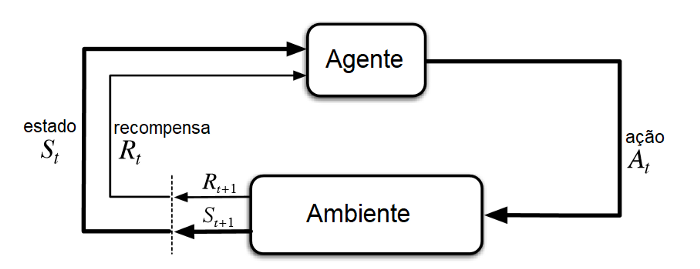 Agente
estado
S_t
recompensa
R_t
ação
A_t
R_{t+1}
S_{t+1}
Ambiente